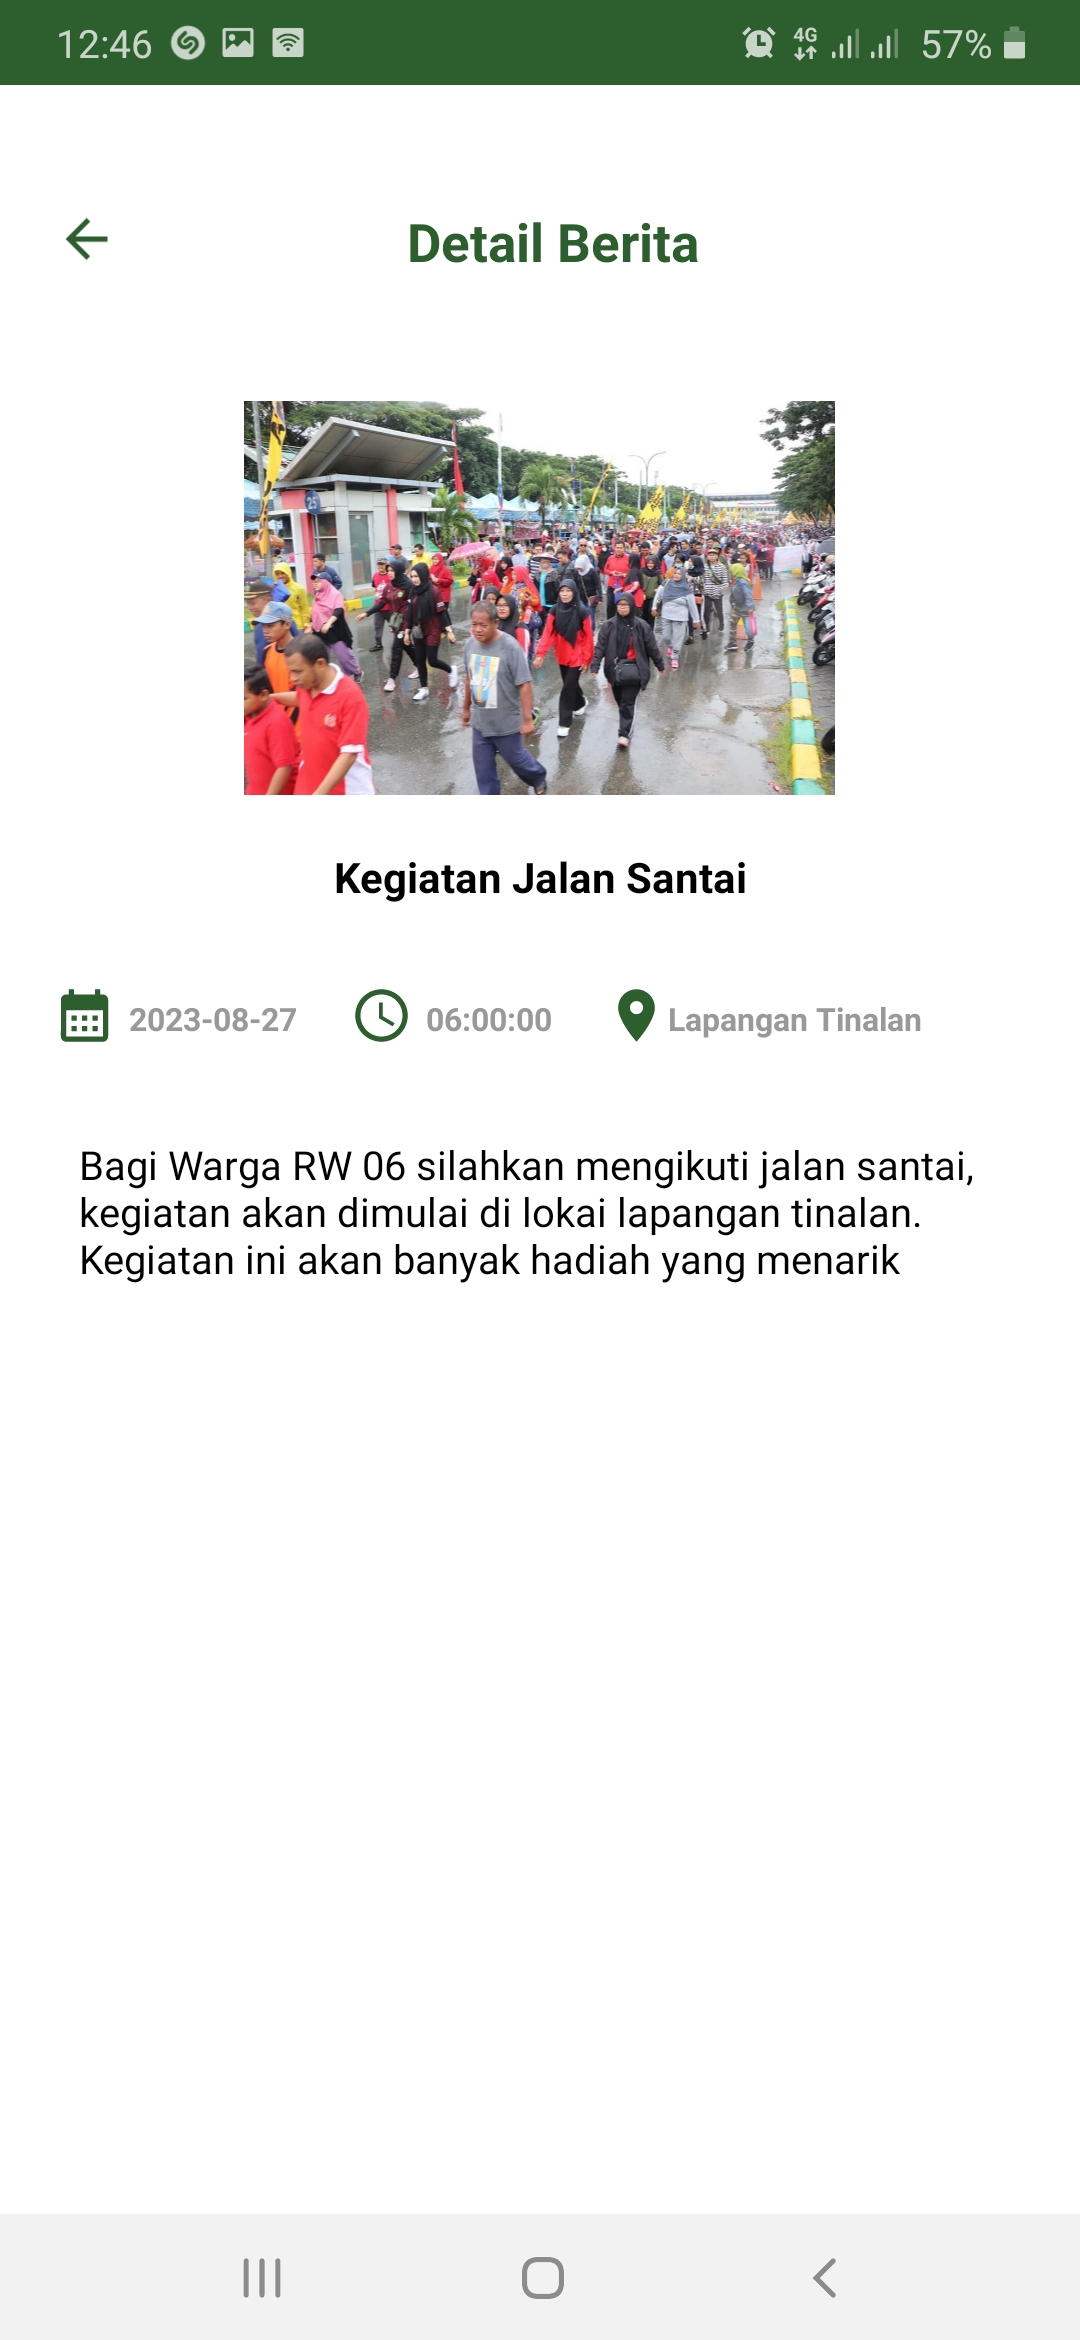 12:46 4G 57%
Detail Berita
25
Kegiatan Jalan Santai
2023-08-27 06:00:00 Lapangan Tinalan
Bagi Warga RW 06 silahkan mengikuti jalan santai,
kegiatan akan dimulai di lokai lapangan tinalan.
Kegiatan ini akan banyak hadiah yang menarik